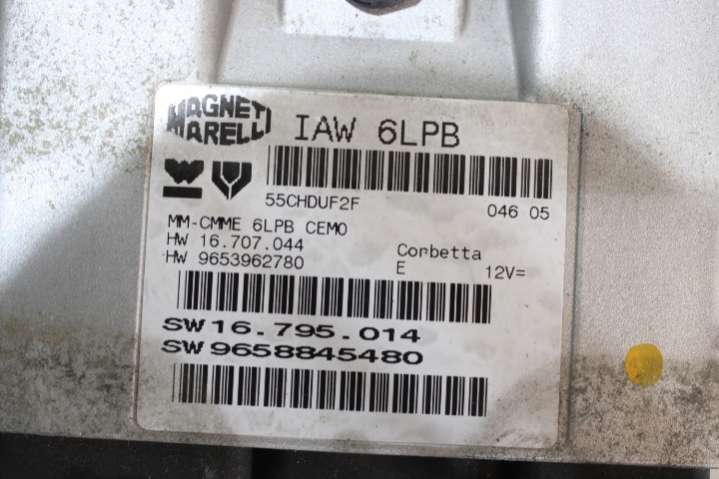 MAGNETI
MARELLI
IAW 6LPB
55CHDUF2F
046 05
MM-CMME 6LPB CEM0
HW 16.707.044
HW 9653962780
Corbetta
E
12V=
SW 16.795.014
SW 9658845480